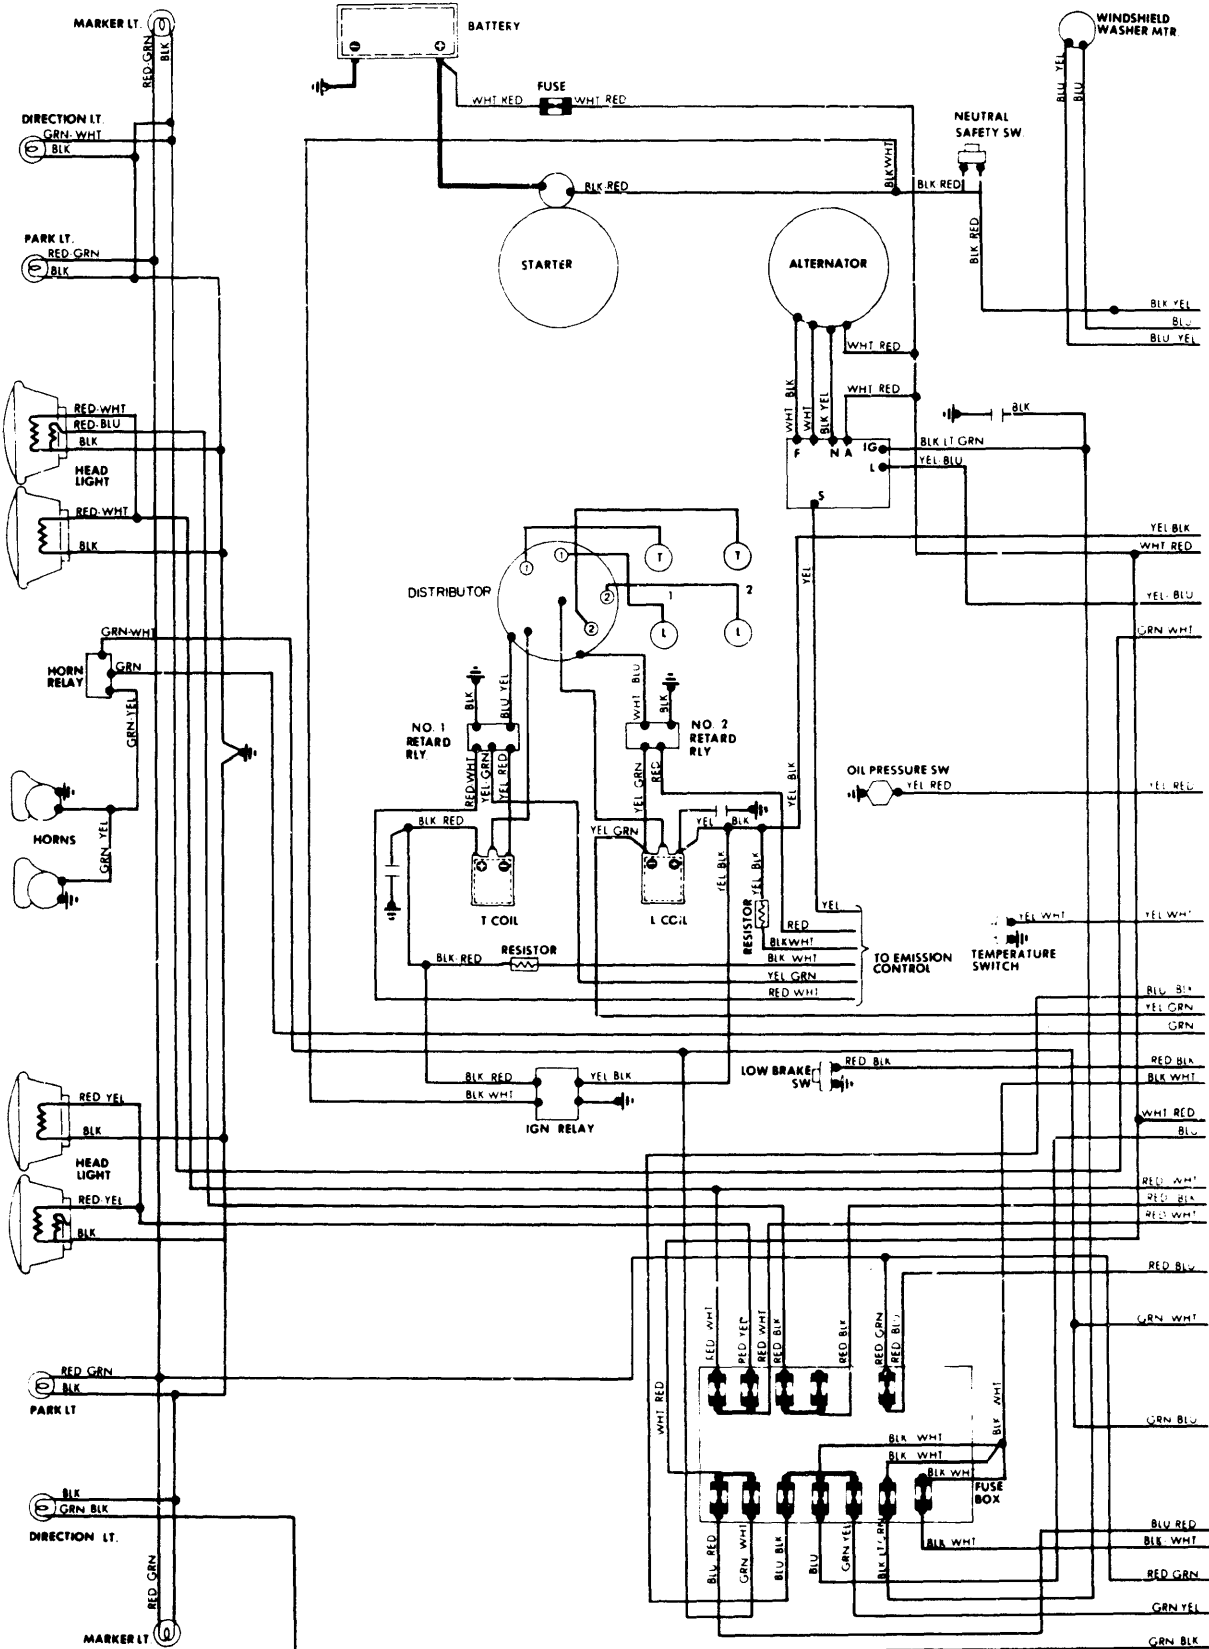 MARKER LT.
RED-GRN
BLK
BATTERY
WINDSHIELD
WASHER MTR.
BLU YEL
BLU
FUSE
WHT RED
WHT RED
DIRECTION LT.
GRN-WHT
BLK
NEUTRAL
SAFETY SW.
BLK WHT
BLK-RED
BLK RED
BLK RED
PARK LT.
RED-GRN
BLK
STARTER
ALTERNATOR
BLK YEL
BLU
BLU YEL
WHT RED
WHT RED
WHT BLK
WHT
BLK YEL
BLK
RED-WHT
RED-BLU
BLK
HEAD
LIGHT
F
N
A
IG
L
S
BLK LT GRN
YEL-BLU
RED-WHT
BLK
YEL BLK
WHT RED
YEL
DISTRIBUTOR
1
1
2
2
T
T
1
2
L
L
YEL-BLU
GRN WHT
GRN-WHT
HORN
RELAY
GRN
GRN-YEL
BLK
BLU YEL
WHT BLU
BLK
NO. 1
RETARD
RLY.
NO. 2
RETARD
RLY
RED-WHT
YEL-GRN
YEL RED
YEL GRN
RED
YEL BLK
OIL PRESSURE SW
YEL RED
YEL RED
HORNS
GRN YEL
BLK RED
YEL GRN
YEL
BLK
YEL BLK
YEL BLK
T COIL
L COIL
RESISTOR
YEL
RED
BLK WHT
BLK WHT
YEL GRN
RED WHT
TO EMISSION
CONTROL
YEL WHT
YEL WHT
TEMPERATURE
SWITCH
RESISTOR
BLK-RED
BLU BLK
YEL GRN
GRN
LOW BRAKE
SW
RED BLK
RED BLK
BLK WHT
BLK RED
BLK WHT
YEL BLK
IGN RELAY
RED YEL
BLK
HEAD
LIGHT
WHT RED
BLU
RED-YEL
BLK
RED WHT
RED BLK
RED WHT
RED BLU
GRN WHT
RED WHT
RED YEL
RED WHT
RED BLK
RED BLK
RED GRN
RED BLU
RED GRN
BLK
PARK LT
WHT RED
BLK WHT
GRN BLU
BLK WHT
BLK WHT
BLK WHT
FUSE
BOX
BLK
GRN BLK
DIRECTION LT.
BLU RED
GRN WHT
BLU BLK
BLU
GRN YEL
BLK LT/GRN
BLK WHT
BLU RED
BLK-WHT
RED GRN
GRN YEL
GRN BLK
RED GRN
MARKER LT.